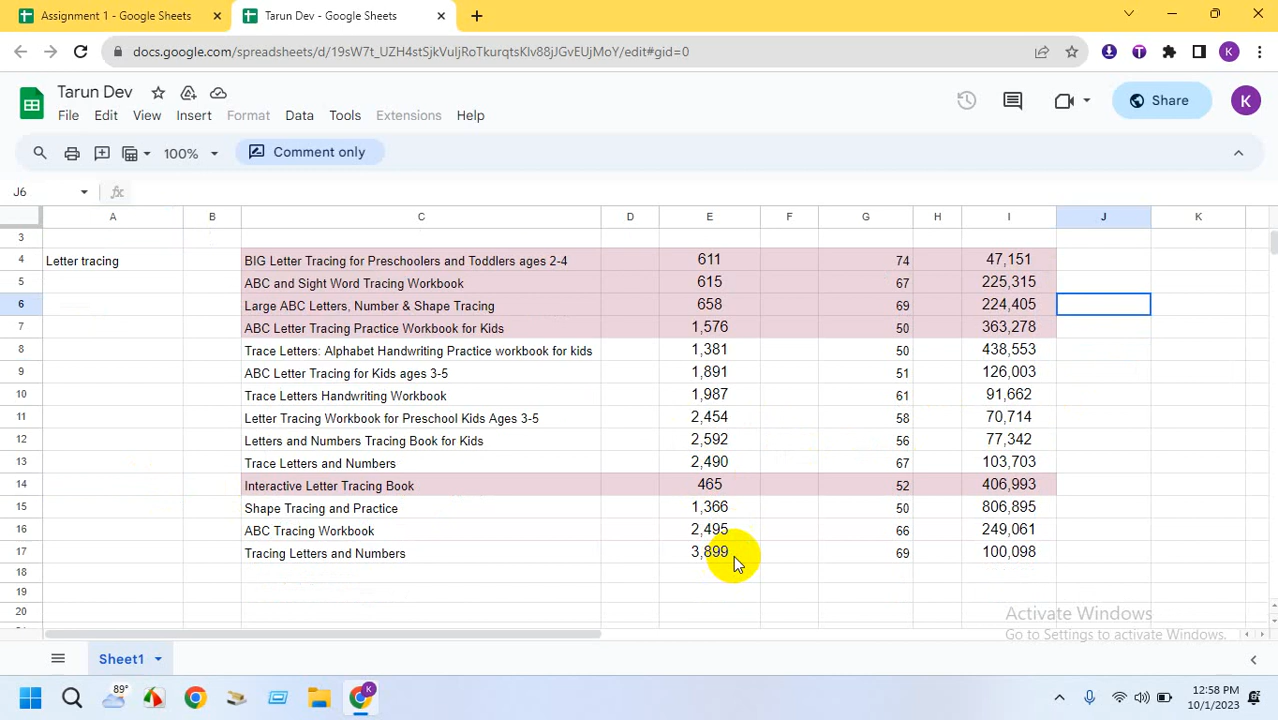 Assignment 1 - Google Sheets
Tarun Dev - Google Sheets
docs.google.com/spreadsheets/d/19sW7t_UZH4stSjkVuIjRoTkurqtsKlv88jJGvEUjMoY/edit#gid=0
K
Tarun Dev
File Edit View Insert Format Data Tools Extensions Help
Share
K
100%
Comment only
J6
fx
A B C D E F G H I J K
3
4 Letter tracing BIG Letter Tracing for Preschoolers and Toddlers ages 2-4 611 74 47,151
5 ABC and Sight Word Tracing Workbook 615 67 225,315
6 Large ABC Letters, Number & Shape Tracing 658 69 224,405
7 ABC Letter Tracing Practice Workbook for Kids 1,576 50 363,278
8 Trace Letters: Alphabet Handwriting Practice workbook for kids 1,381 50 438,553
9 ABC Letter Tracing for Kids ages 3-5 1,891 51 126,003
10 Trace Letters Handwriting Workbook 1,987 61 91,662
11 Letter Tracing Workbook for Preschool Kids Ages 3-5 2,454 58 70,714
12 Letters and Numbers Tracing Book for Kids 2,592 56 77,342
13 Trace Letters and Numbers 2,490 67 103,703
14 Interactive Letter Tracing Book 465 52 406,993
15 Shape Tracing and Practice 1,366 50 806,895
16 ABC Tracing Workbook 2,495 66 249,061
17 Tracing Letters and Numbers 3,899 69 100,098
18
19
20
Activate Windows
Go to Settings to activate Windows.
Sheet1
89°
K
12:58 PM
10/1/2023